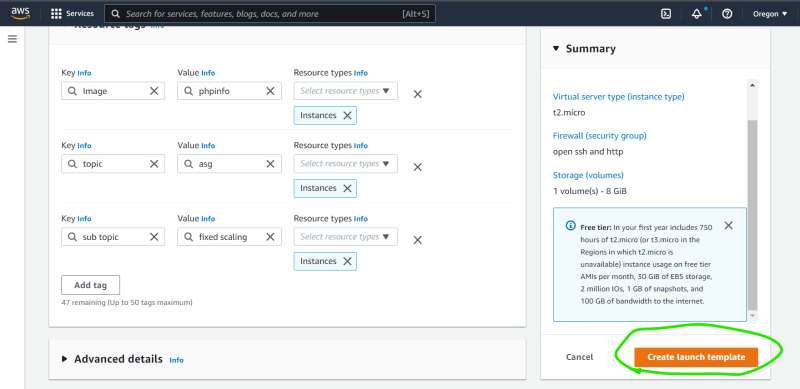 aws
Services
Search for services, features, blogs, docs, and more
[Alt+S]
Oregon
Resource tags Info
Key Info
Value Info
Resource types Info
Image
phpinfo
Select resource types
Instances
Key Info
Value Info
Resource types Info
topic
asg
Select resource types
Instances
Key Info
Value Info
Resource types Info
sub topic
fixed scaling
Select resource types
Instances
Add tag
47 remaining (Up to 50 tags maximum)
Advanced details Info
Summary
Virtual server type (instance type)
t2.micro
Firewall (security group)
open ssh and http
Storage (volumes)
1 volume(s) - 8 GiB
Free tier: In your first year includes 750
hours of t2.micro (or t3.micro in the
Regions in which t2.micro is
unavailable) instance usage on free tier
AMIs per month, 30 GiB of EBS storage,
2 million IOs, 1 GB of snapshots, and
100 GB of bandwidth to the internet.
Cancel
Create launch template